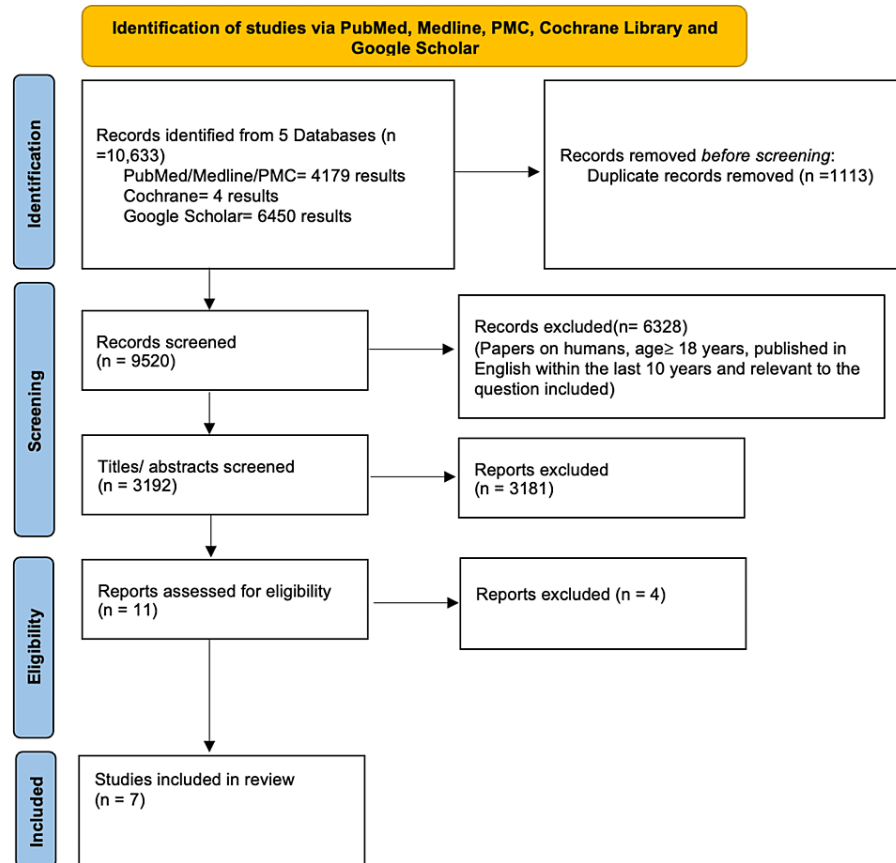 Identification of studies via PubMed, Medline, PMC, Cochrane Library and
Google Scholar
Identification
Records identified from 5 Databases (n
=10,633)
PubMed/Medline/PMC= 4179 results
Cochrane= 4 results
Google Scholar= 6450 results
Records removed before screening:
Duplicate records removed (n =1113)
Screening
Records screened
(n = 9520)
Records excluded(n= 6328)
(Papers on humans, age≥ 18 years, published in
English within the last 10 years and relevant to the
question included)
Titles/ abstracts screened
(n = 3192)
Reports excluded
(n = 3181)
Eligibility
Reports assessed for eligibility
(n = 11)
Reports excluded (n = 4)
Included
Studies included in review
(n = 7)